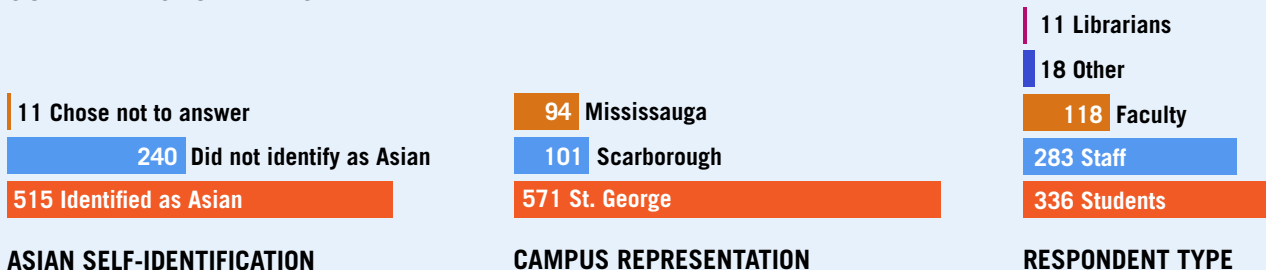 11 Chose not to answer
240 Did not identify as Asian
515 Identified as Asian
ASIAN SELF-IDENTIFICATION
94 Mississauga
101 Scarborough
571 St. George
CAMPUS REPRESENTATION
11 Librarians
18 Other
118 Faculty
283 Staff
336 Students
RESPONDENT TYPE